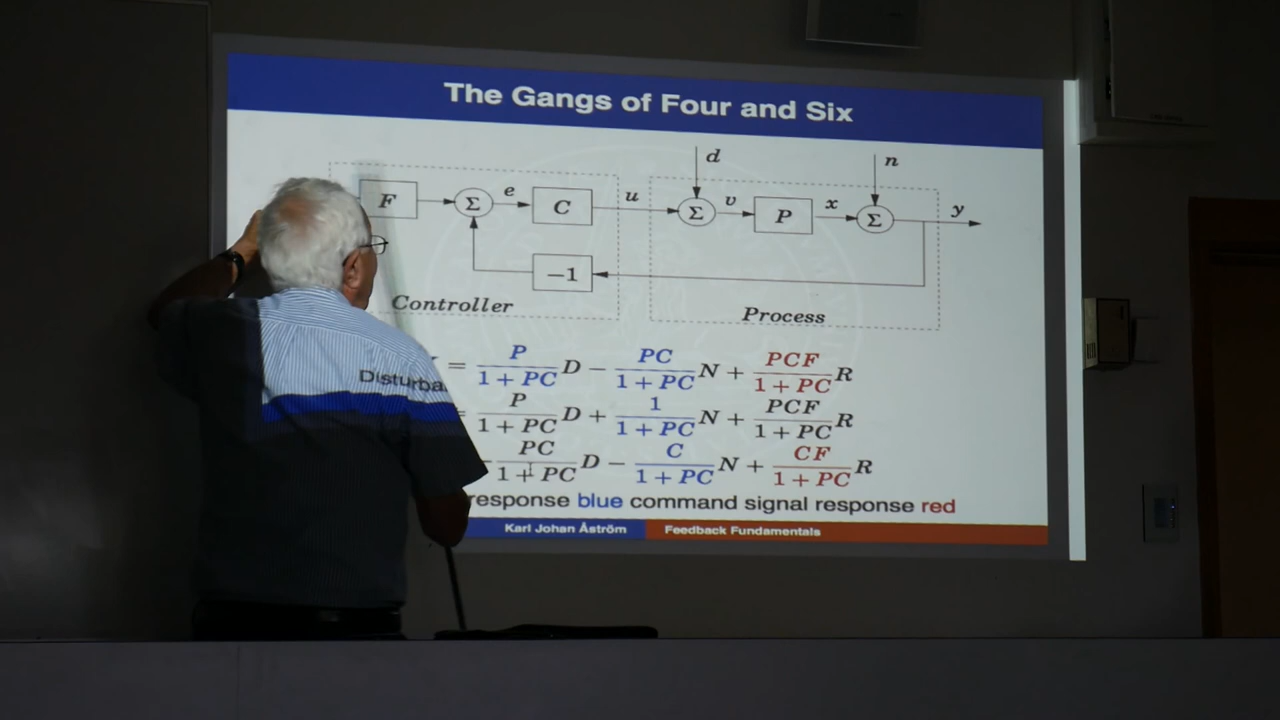 The Gangs of Four and Six
d n
F Σ e C u Σ v P x Σ y
−1
Controller Process
= P/(1 + PC) D − PC/(1 + PC) N + PCF/(1 + PC) R
= P/(1 + PC) D + 1/(1 + PC) N + PCF/(1 + PC) R
− PC/(1 + PC) D − C/(1 + PC) N + CF/(1 + PC) R
Disturba response blue command signal response red
Karl Johan Åström Feedback Fundamentals